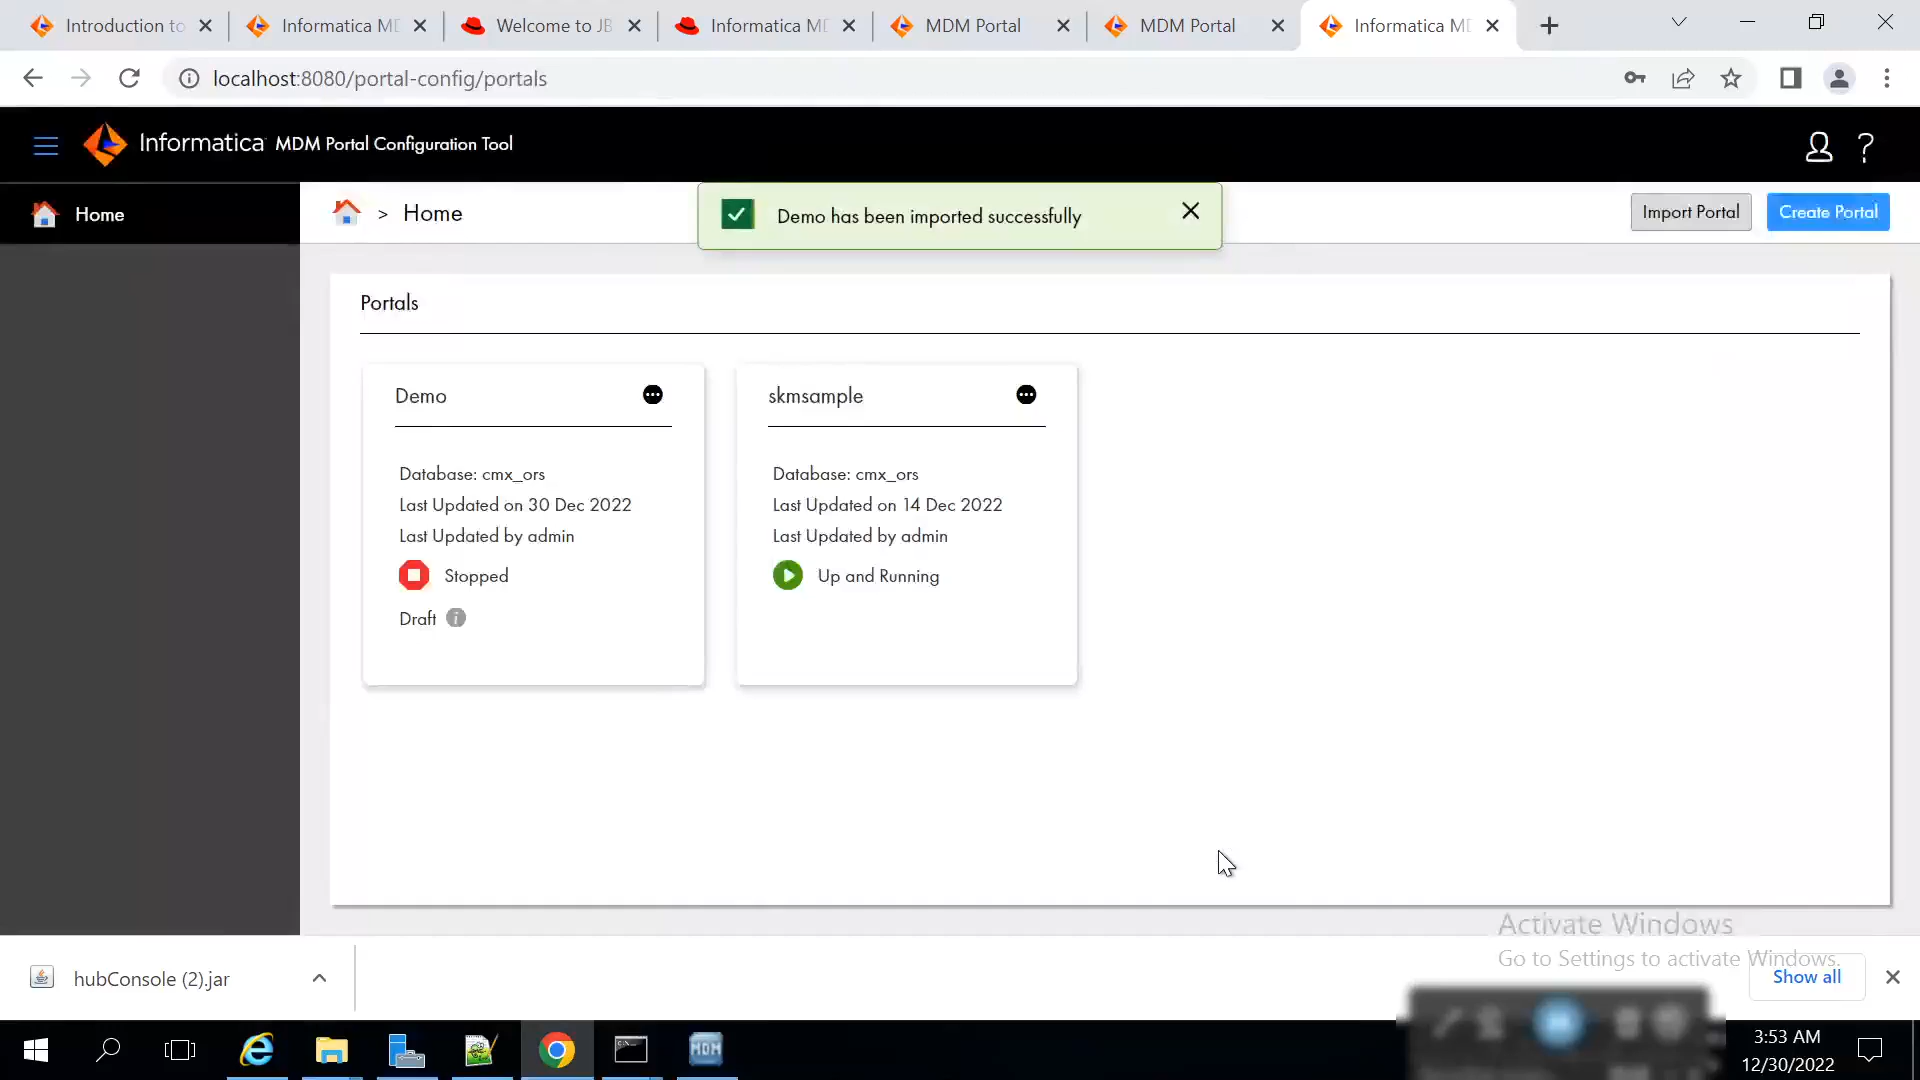 Introduction to
Informatica MD
Welcome to JB
Informatica MD
MDM Portal
MDM Portal
Informatica MD
localhost:8080/portal-config/portals
Informatica MDM Portal Configuration Tool
?
Home
> Home
Demo has been imported successfully
Import Portal
Create Portal
Portals
Demo
Database: cmx_ors
Last Updated on 30 Dec 2022
Last Updated by admin
Stopped
Draft i
skmsample
Database: cmx_ors
Last Updated on 14 Dec 2022
Last Updated by admin
Up and Running
Activate Windows
Go to Settings to activate Windows.
hubConsole (2).jar
Show all
MDM
3:53 AM
12/30/2022